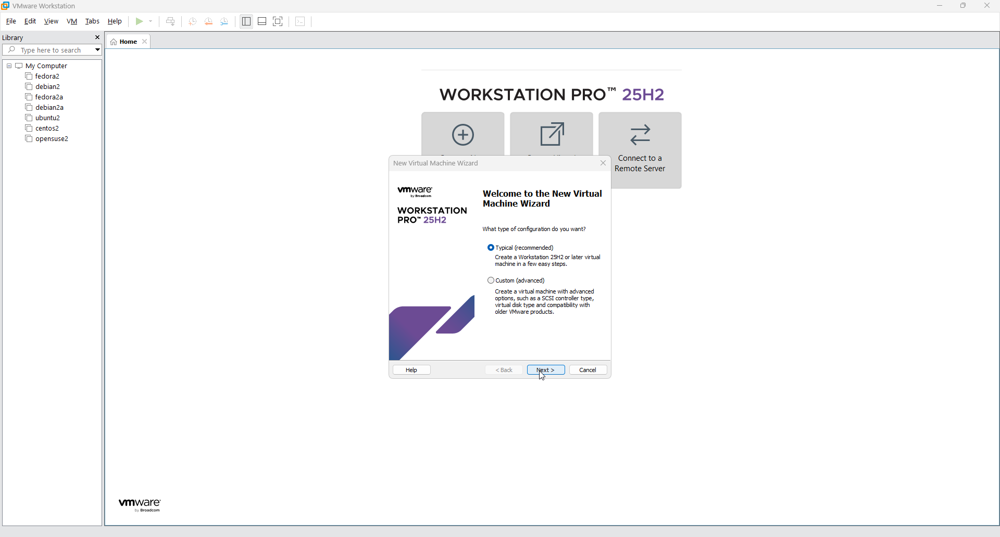 VMware Workstation
File Edit View VM Tabs Help
Library
Type here to search
Home
My Computer
fedora2
debian2
fedora2a
debian2a
ubuntu2
centos2
opensuse2
WORKSTATION PRO™ 25H2
Connect to a
Remote Server
New Virtual Machine Wizard
vmware®
by Broadcom
WORKSTATION
PRO™ 25H2
Welcome to the New Virtual
Machine Wizard
What type of configuration do you want?
Typical (recommended)
Create a Workstation 25H2 or later virtual
machine in a few easy steps.
Custom (advanced)
Create a virtual machine with advanced
options, such as a SCSI controller type,
virtual disk type and compatibility with
older VMware products.
Help < Back Next > Cancel
vmware®
by Broadcom